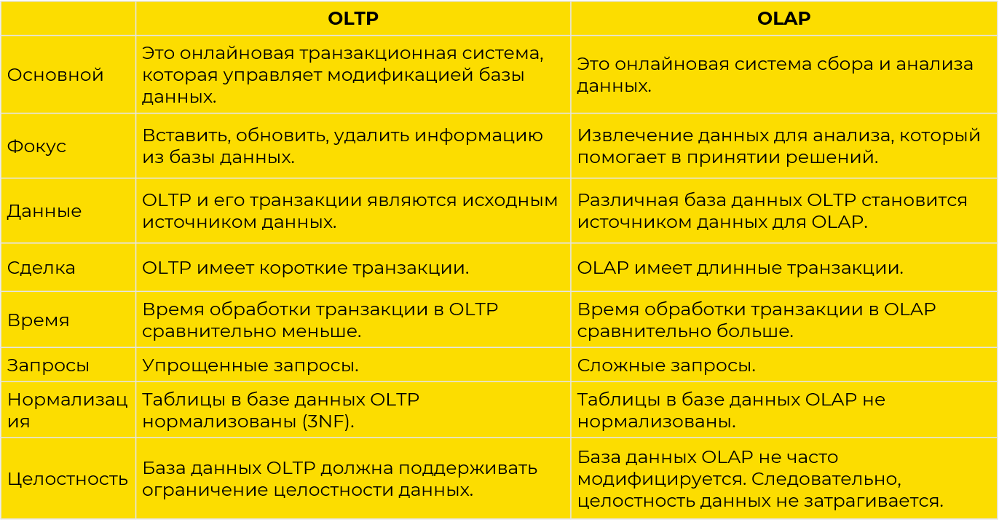 OLTP
OLAP
Основной
Это онлайновая транзакционная система,
которая управляет модификацией базы
данных.
Это онлайновая система сбора и анализа
данных.
Фокус
Вставить, обновить, удалить информацию
из базы данных.
Извлечение данных для анализа, который
помогает в принятии решений.
Данные
OLTP и его транзакции являются исходным
источником данных.
Различная база данных OLTP становится
источником данных для OLAP.
Сделка
OLTP имеет короткие транзакции.
OLAP имеет длинные транзакции.
Время
Время обработки транзакции в OLTP
сравнительно меньше.
Время обработки транзакции в OLAP
сравнительно больше.
Запросы
Упрощенные запросы.
Сложные запросы.
Нормализац
ия
Таблицы в базе данных OLTP
нормализованы (3NF).
Таблицы в базе данных OLAP не
нормализованы.
Целостность
База данных OLTP должна поддерживать
ограничение целостности данных.
База данных OLAP не часто
модифицируется. Следовательно,
целостность данных не затрагивается.